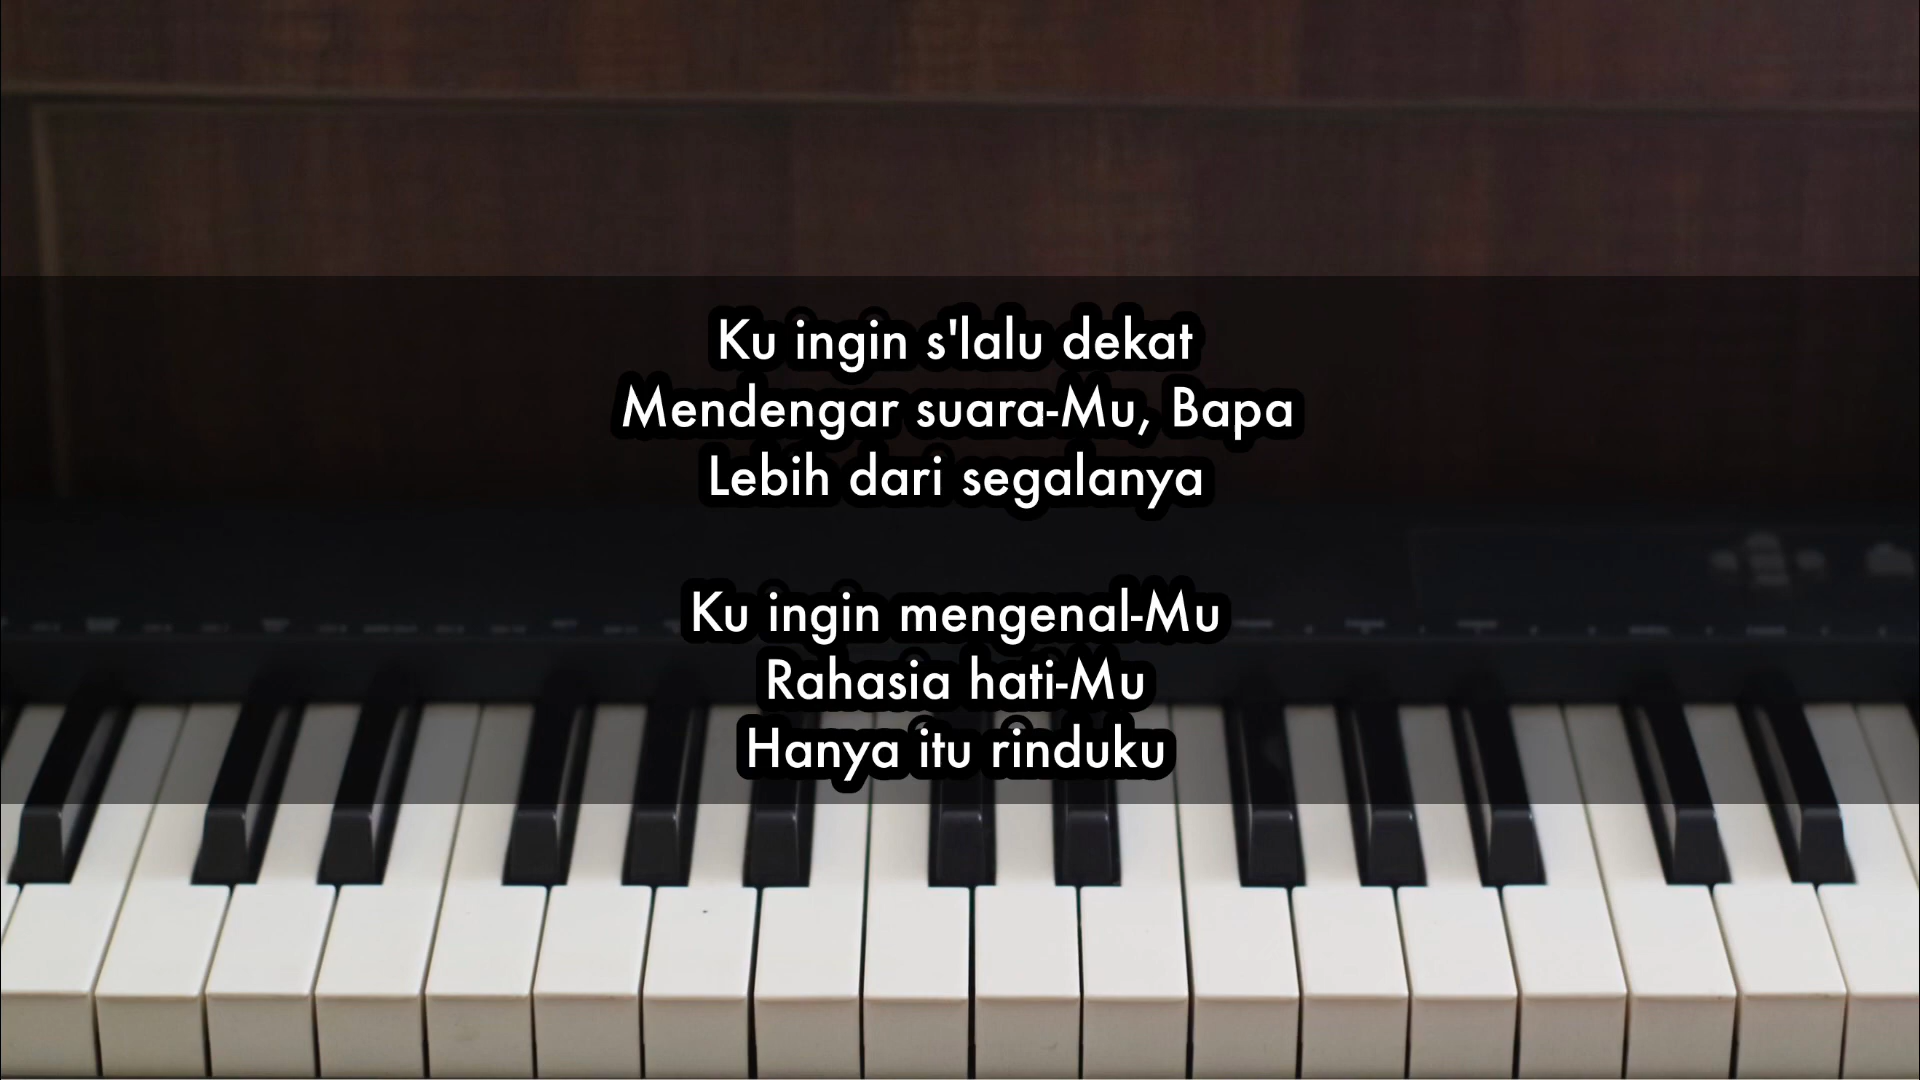 Ku ingin s'lalu dekat
Mendengar suara-Mu, Bapa
Lebih dari segalanya
Ku ingin mengenal-Mu
Rahasia hati-Mu
Hanya itu rinduku